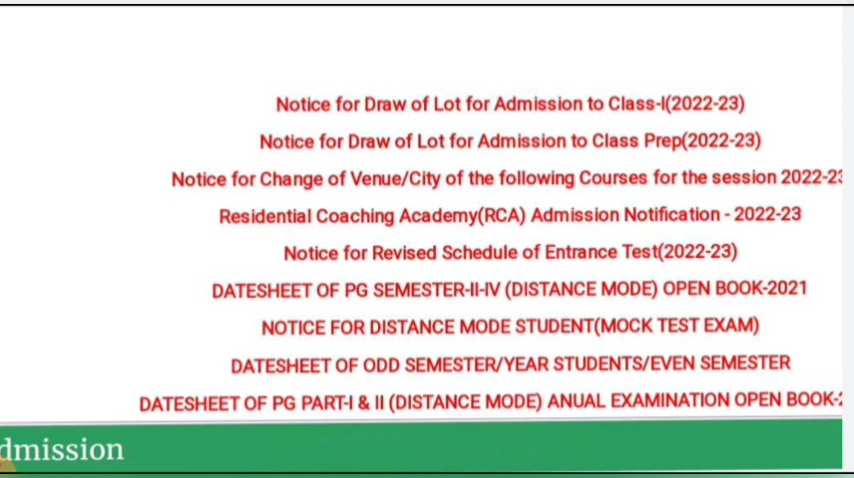 Notice for Draw of Lot for Admission to Class-I(2022-23)
Notice for Draw of Lot for Admission to Class Prep(2022-23)
Notice for Change of Venue/City of the following Courses for the session 2022-23
Residential Coaching Academy(RCA) Admission Notification - 2022-23
Notice for Revised Schedule of Entrance Test(2022-23)
DATESHEET OF PG SEMESTER-II-IV (DISTANCE MODE) OPEN BOOK-2021
NOTICE FOR DISTANCE MODE STUDENT(MOCK TEST EXAM)
DATESHEET OF ODD SEMESTER/YEAR STUDENTS/EVEN SEMESTER
DATESHEET OF PG PART-I & II (DISTANCE MODE) ANUAL EXAMINATION OPEN BOOK-2
dmission